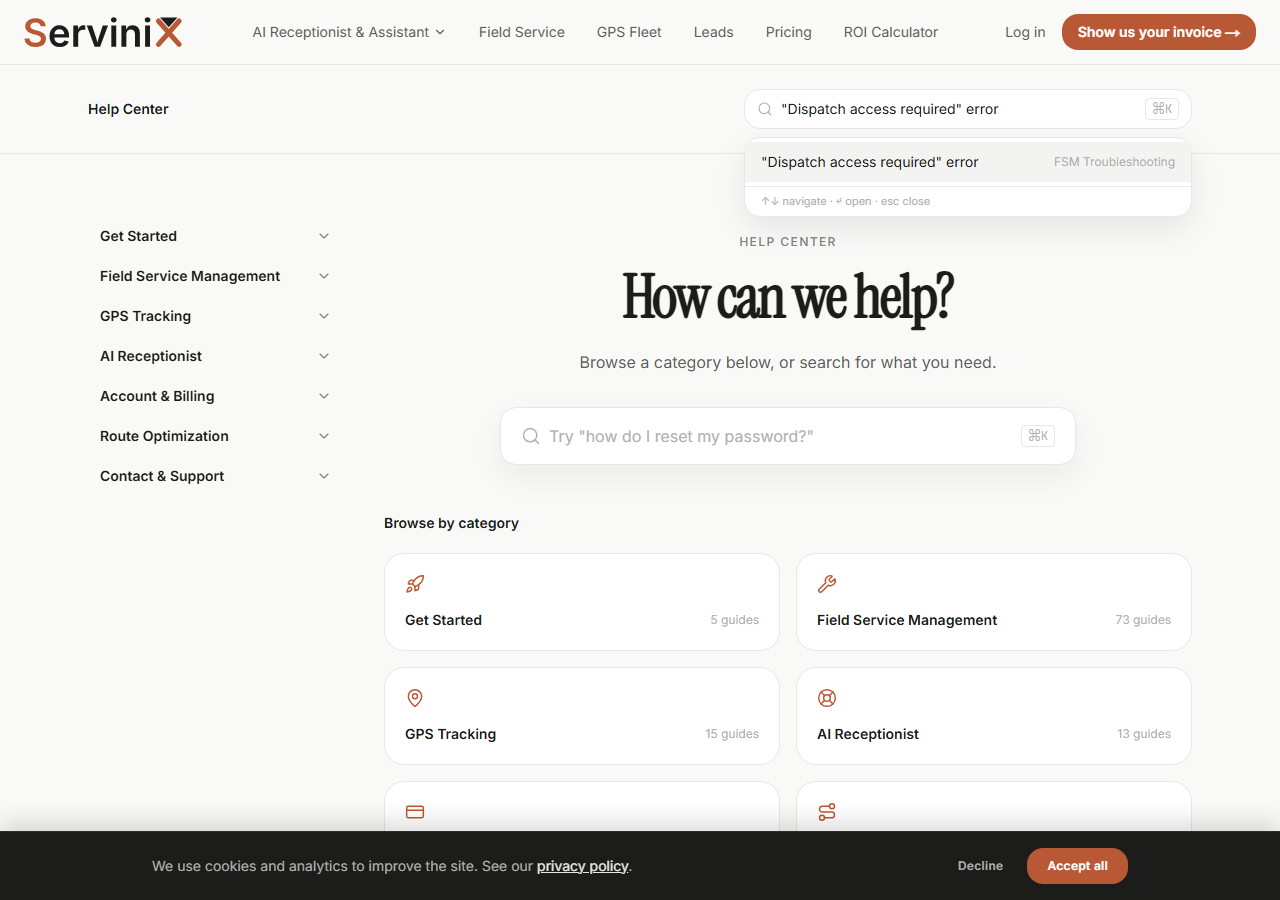 ServiniX
AI Receptionist & Assistant
Field Service
GPS Fleet
Leads
Pricing
ROI Calculator
Log in
Show us your invoice →
Help Center
"Dispatch access required" error
⌘K
"Dispatch access required" error
FSM Troubleshooting
↑↓ navigate · ↵ open · esc close
Get Started
Field Service Management
GPS Tracking
AI Receptionist
Account & Billing
Route Optimization
Contact & Support
HELP CENTER
How can we help?
Browse a category below, or search for what you need.
Try "how do I reset my password?"
⌘K
Browse by category
Get Started
5 guides
Field Service Management
73 guides
GPS Tracking
15 guides
AI Receptionist
13 guides
We use cookies and analytics to improve the site. See our privacy policy.
Decline
Accept all